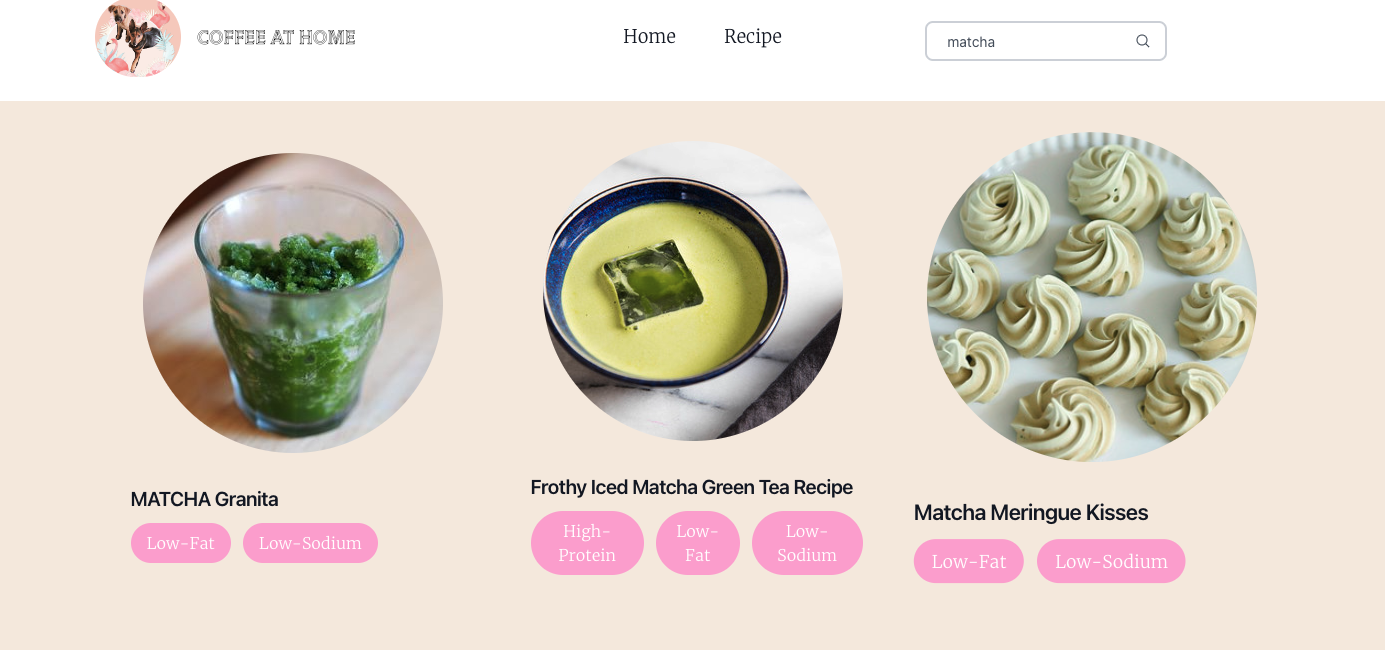 COFFEE AT HOME
Home
Recipe
matcha
MATCHA Granita
Low-Fat
Low-Sodium
Frothy Iced Matcha Green Tea Recipe
High-
Protein
Low-
Fat
Low-
Sodium
Matcha Meringue Kisses
Low-Fat
Low-Sodium